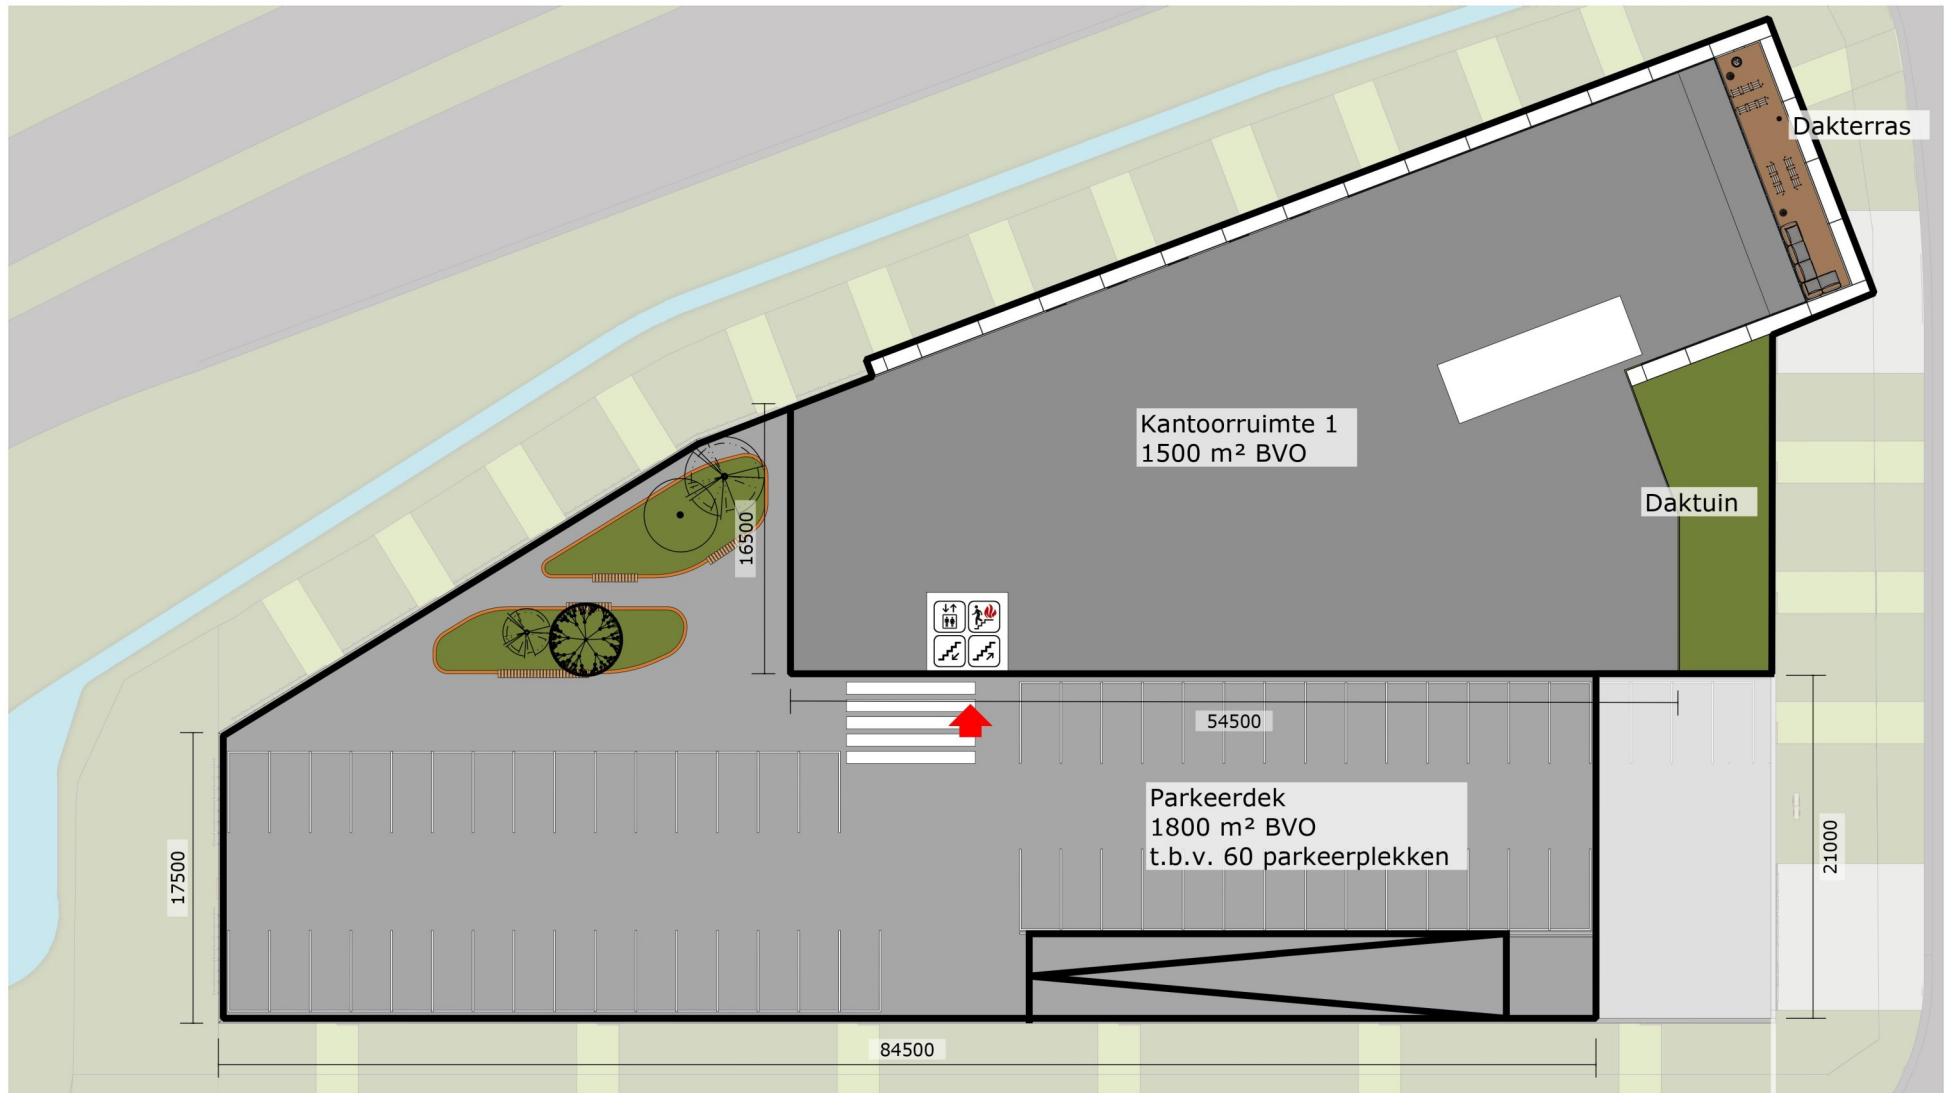 Dakterras
Kantoorruimte 1
1500 m² BVO
Daktuin
16500
54500
Parkeerdek
1800 m² BVO
t.b.v. 60 parkeerplekken
17500
21000
84500